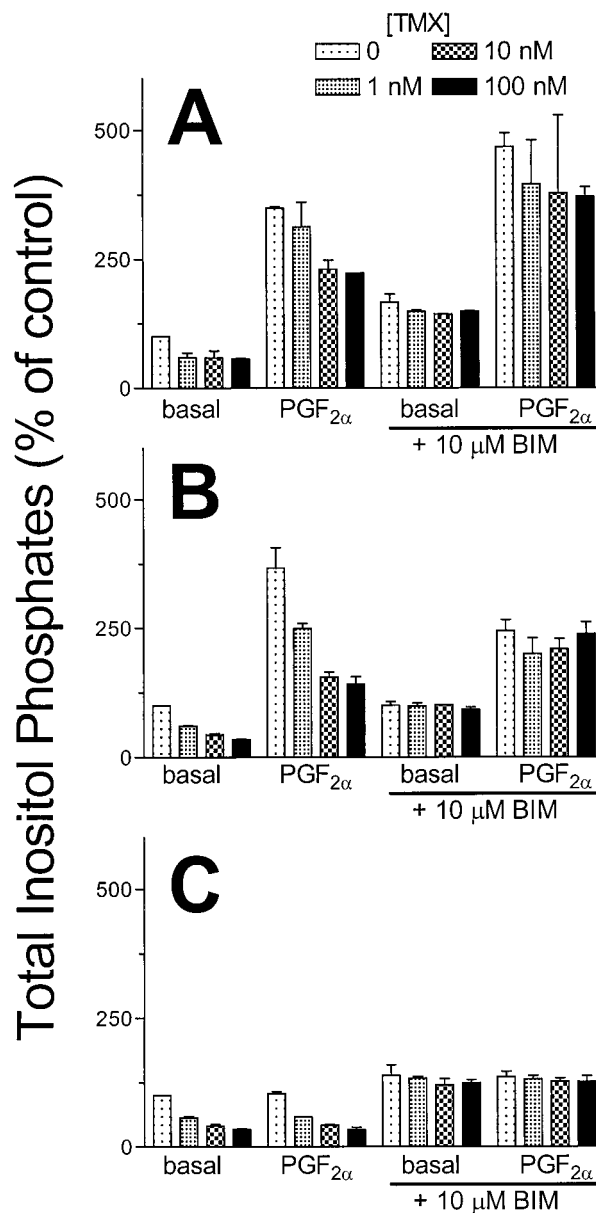 [TMX]
0 10 nM
1 nM 100 nM
Total Inositol Phosphates (% of control)
A
500
250
0
basal PGF2α basal PGF2α
+ 10 μM BIM
B
500
250
0
basal PGF2α basal PGF2α
+ 10 μM BIM
C
500
250
0
basal PGF2α basal PGF2α
+ 10 μM BIM